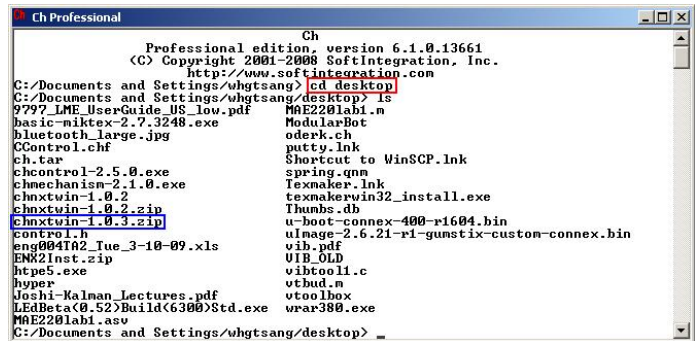 Ch Professional
Ch
Professional edition, version 6.1.0.13661
(C) Copyright 2001-2008 SoftIntegration, Inc.
http://www.softintegration.com
C:/Documents and Settings/whgtsang> cd desktop
C:/Documents and Settings/whgtsang/desktop> ls
9797_LME_UserGuide_US_low.pdf MAE220lab1.m
basic-miktex-2.7.3248.exe ModularBot
bluetooth_large.jpg oderk.ch
CControl.chf putty.lnk
ch.tar Shortcut to WinSCP.lnk
chcontrol-2.5.0.exe spring.qnm
chmechanism-2.1.0.exe Texmaker.lnk
chnxtwin-1.0.2 texmakerwin32_install.exe
chnxtwin-1.0.2.zip Thumbs.db
chnxtwin-1.0.3.zip u-boot-connex-400-r1604.bin
control.h uImage-2.6.21-r1-gumstix-custom-connex.bin
eng004TA2_Tue_3-10-09.xls vib.pdf
ENX2Inst.zip VIB_OLD
htpe5.exe vibtool1.c
hyper vtbud.m
Joshi-Kalman_Lectures.pdf vtoolbox
LEdBeta(0.52)Build(6300)Std.exe wrar380.exe
MAE220lab1.asv
C:/Documents and Settings/whgtsang/desktop> _